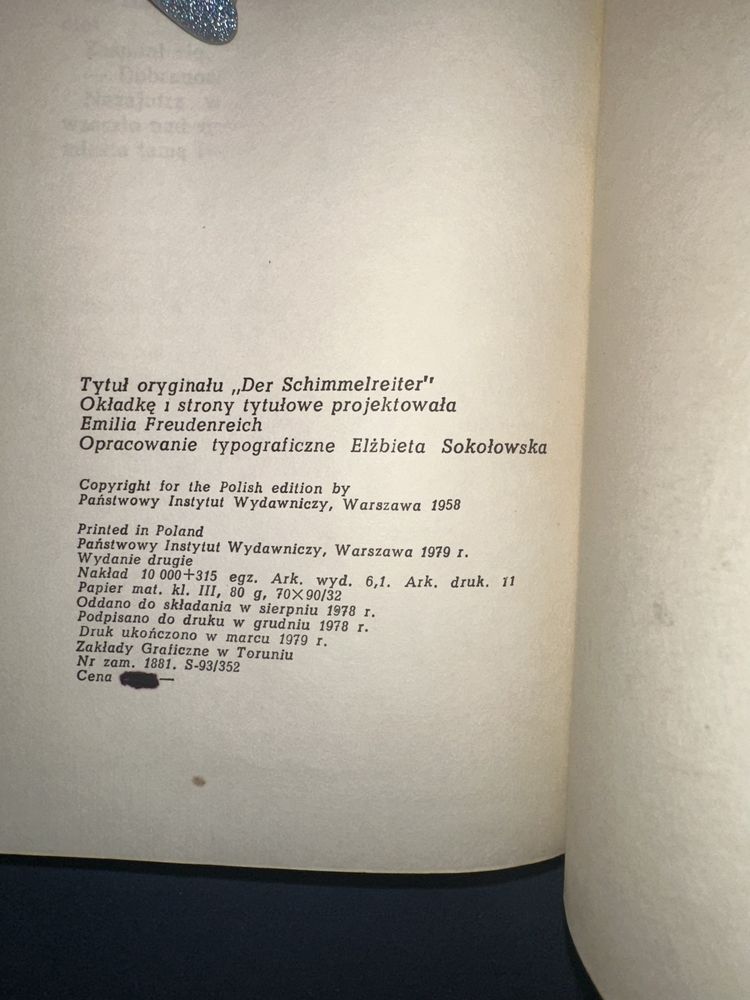 Tytuł oryginału „Der Schimmelreiter"
Okładkę i strony tytułowe projektowała
Emilia Freudenreich
Opracowanie typograficzne Elżbieta Sokołowska
Copyright for the Polish edition by
Państwowy Instytut Wydawniczy, Warszawa 1958
Printed in Poland
Państwowy Instytut Wydawniczy, Warszawa 1979 r.
Wydanie drugie
Nakład 10 000+315 egz. Ark. wyd. 6,1. Ark. druk. 11
Papier mat. kl. III, 80 g, 70×90/32
Oddano do składania w sierpniu 1978 r.
Podpisano do druku w grudniu 1978 r.
Druk ukończono w marcu 1979 r.
Zakłady Graficzne w Toruniu
Nr zam. 1881. S-93/352
Cena —